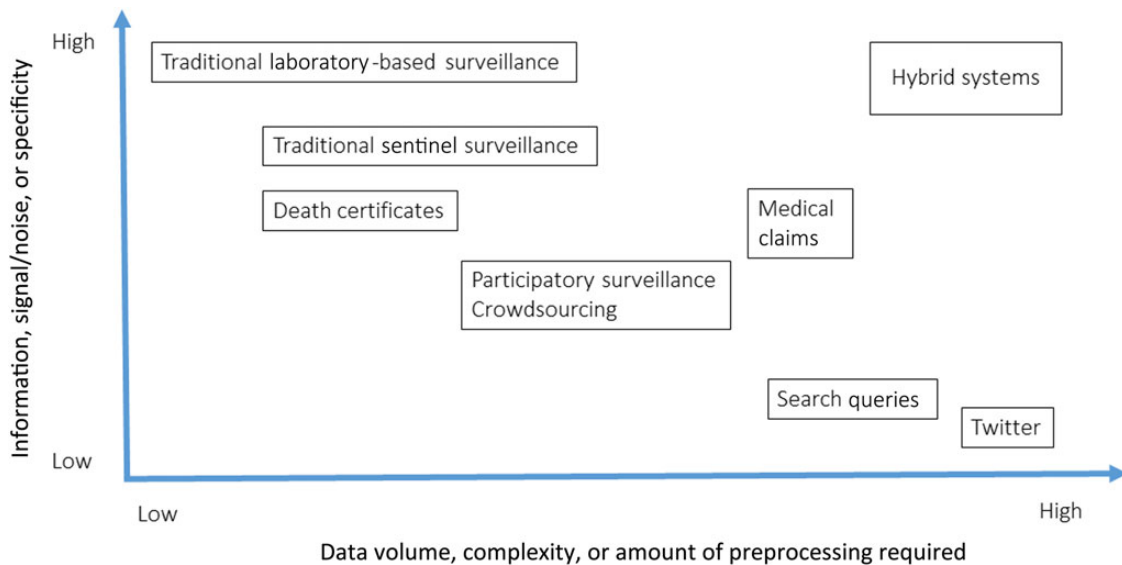 Information, signal/noise, or specificity
High
Traditional laboratory-based surveillance
Hybrid systems
Traditional sentinel surveillance
Death certificates
Medical
claims
Participatory surveillance
Crowdsourcing
Search queries
Twitter
Low
Low
High
Data volume, complexity, or amount of preprocessing required